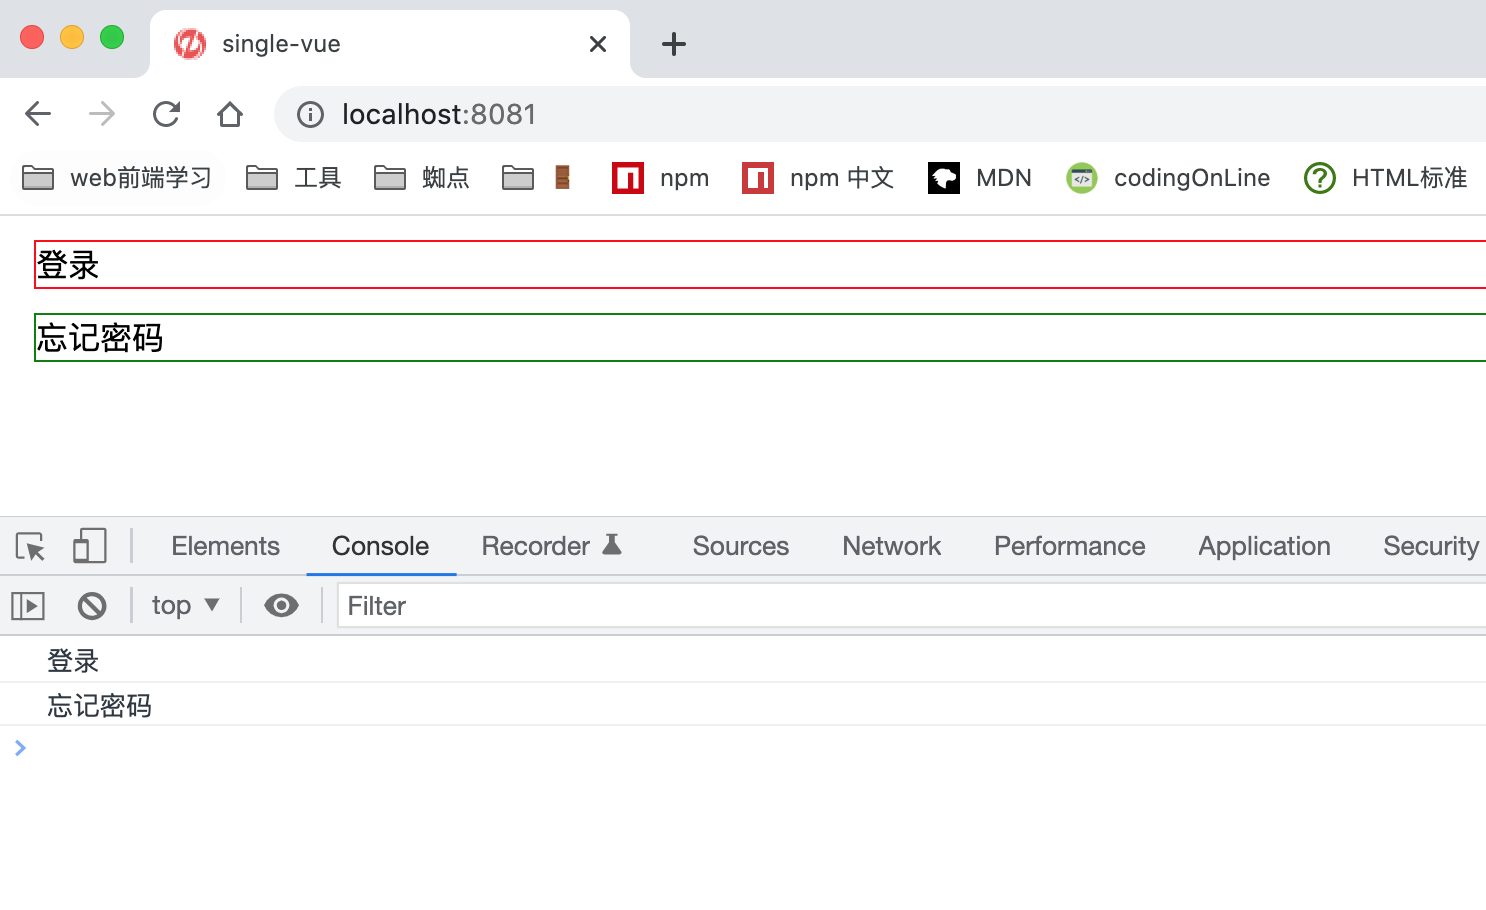 single-vue
localhost:8081
web前端学习 工具 蜘点 npm npm 中文 MDN codingOnLine HTML标准
登录
忘记密码
Elements Console Recorder Sources Network Performance Application Security
top Filter
登录
忘记密码